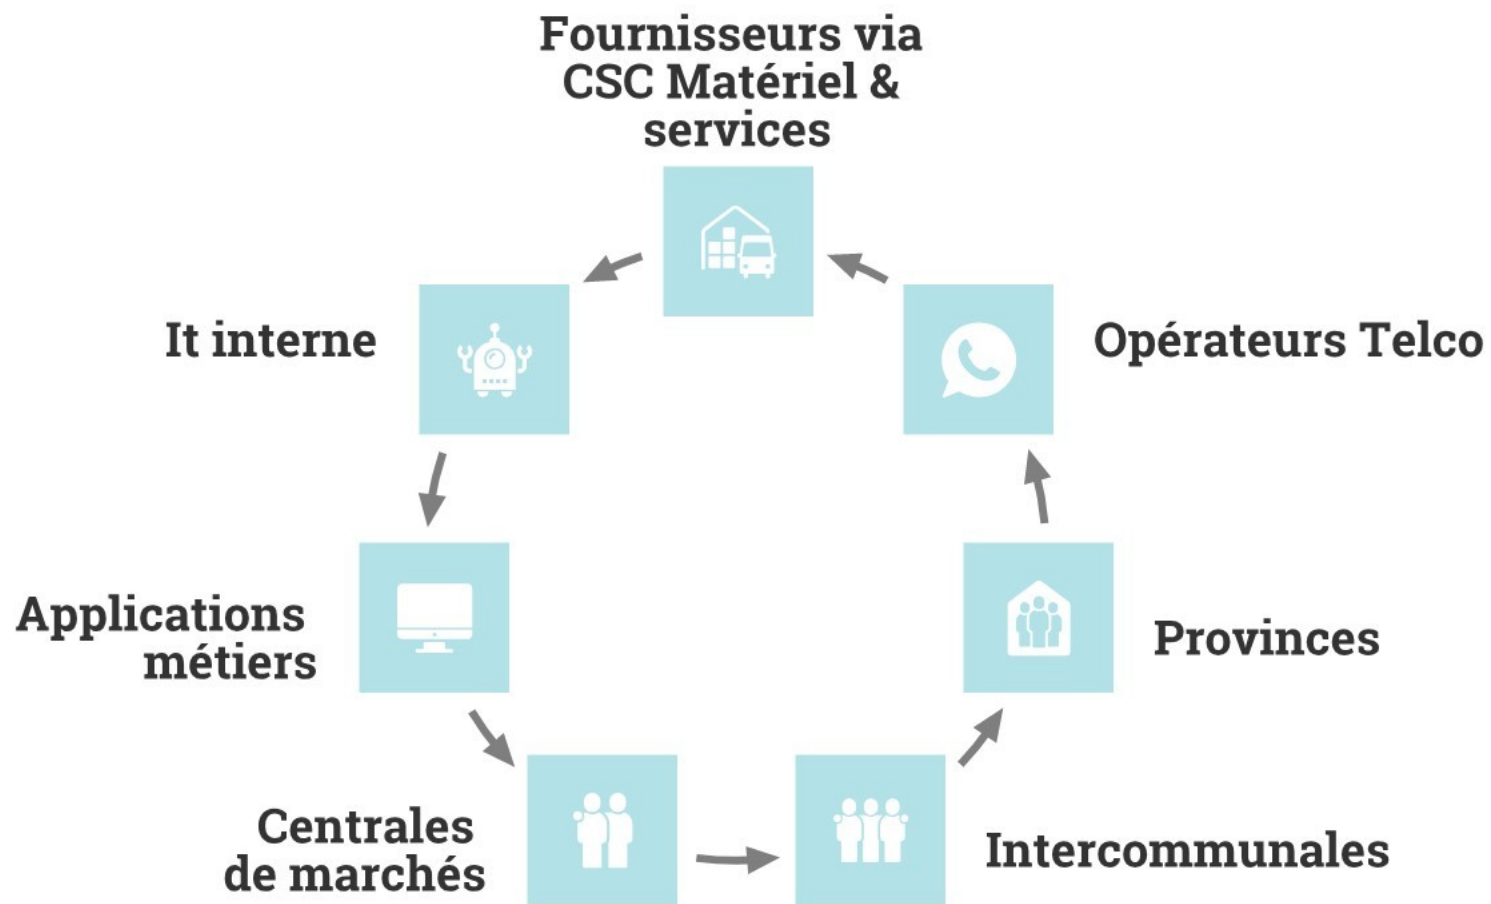 Fournisseurs via
CSC Matériel &
services
It interne
Opérateurs Telco
Applications
métiers
Provinces
Centrales
de marchés
Intercommunales